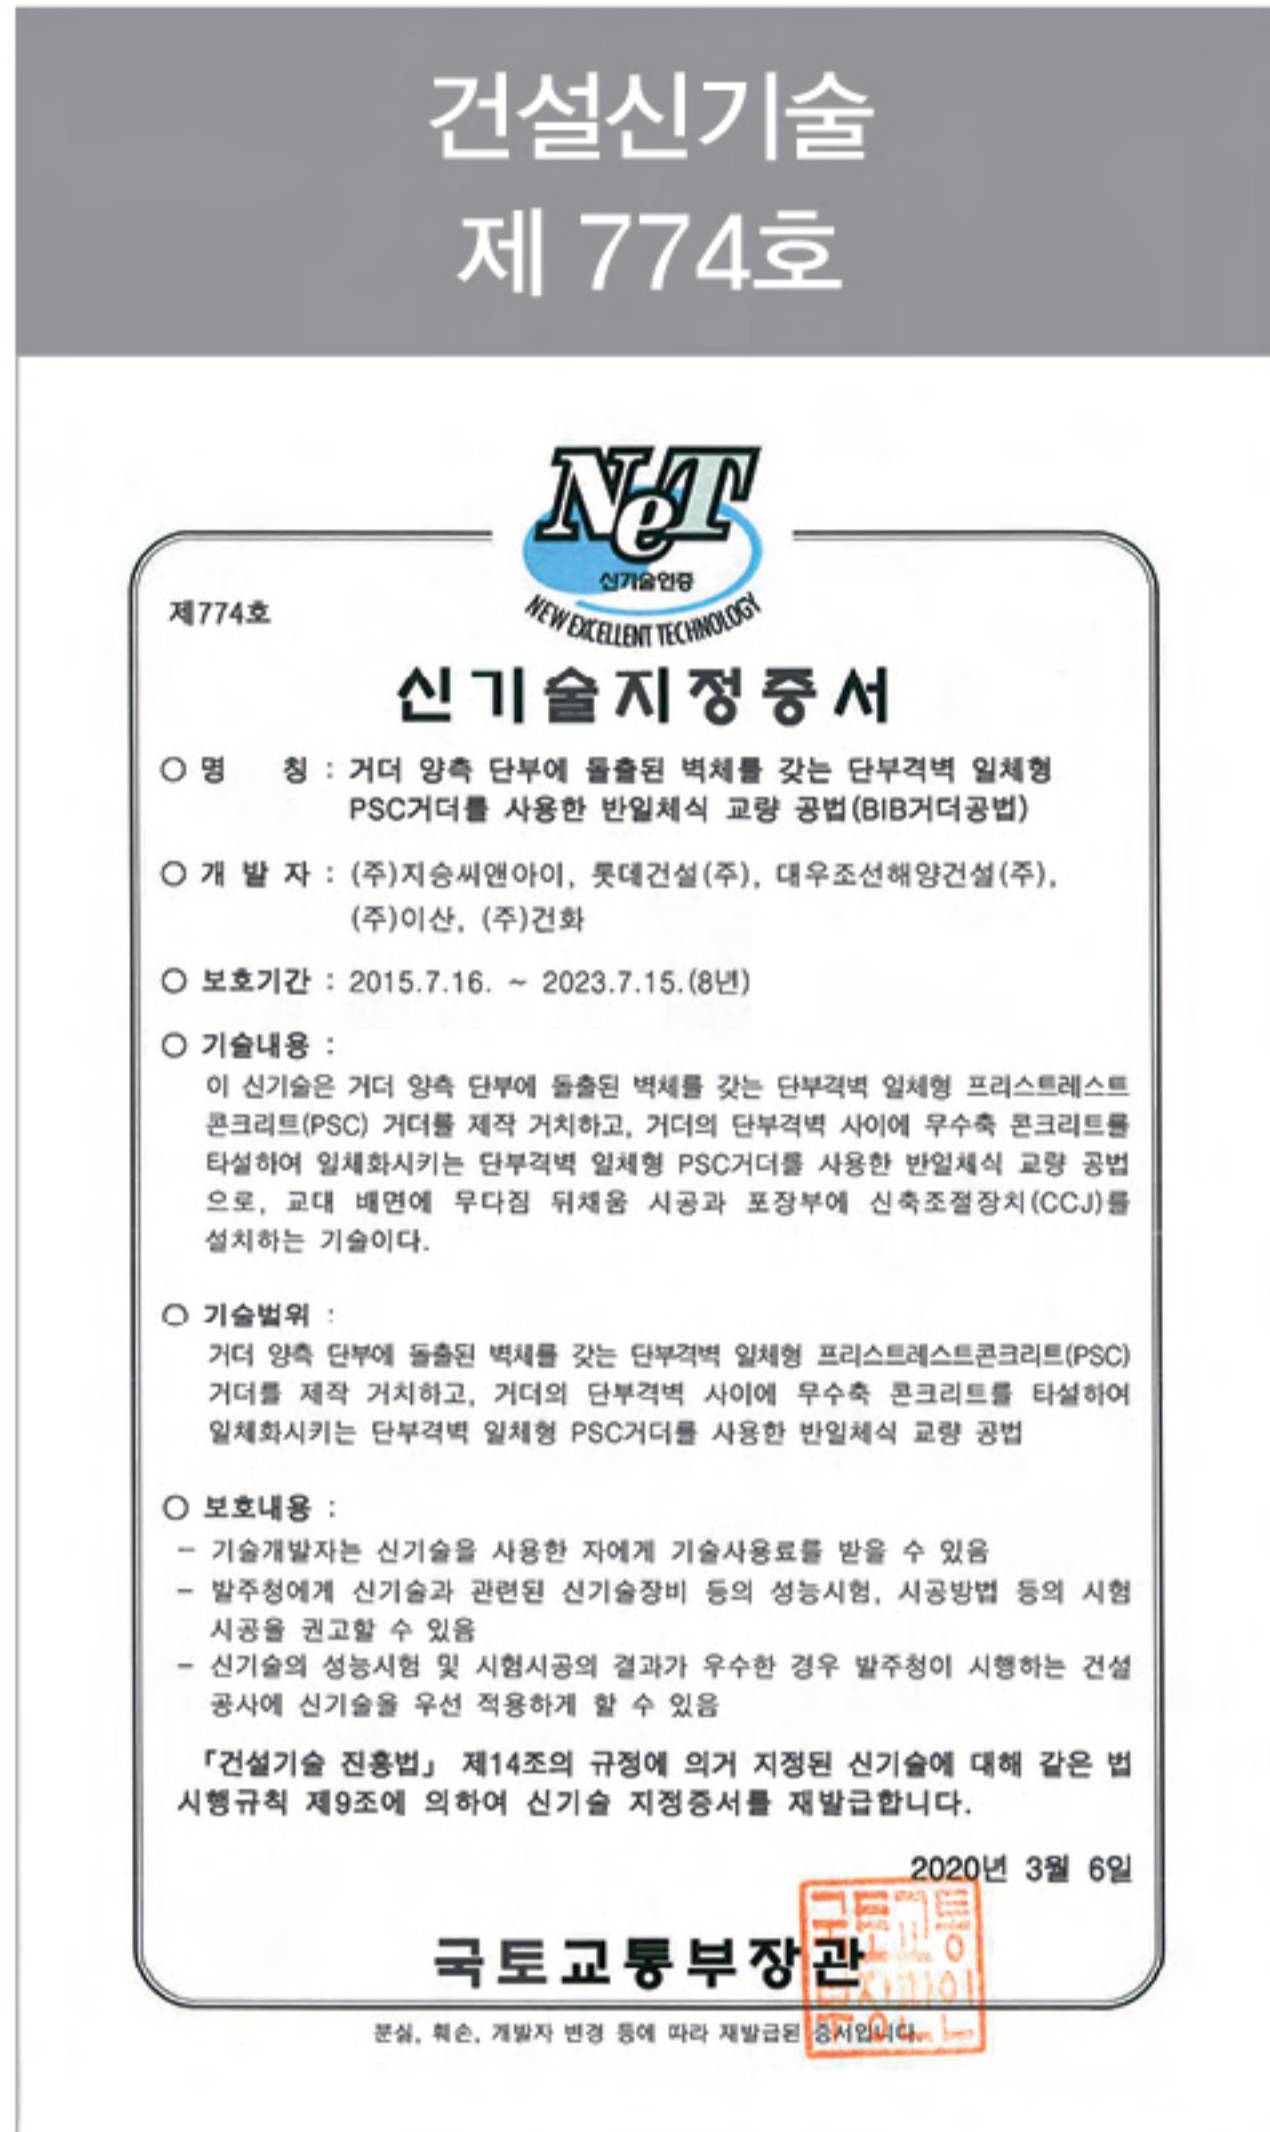 건설신기술
제 774호
NeT
신기술인증
NEW EXCELLENT TECHNOLOGY
제774호
신기술지정증서
○ 명 칭 : 거더 양측 단부에 돌출된 벽체를 갖는 단부격벽 일체형
PSC거더를 사용한 반일체식 교량 공법(BIB거더공법)
○ 개 발 자 : (주)지승씨앤아이, 롯데건설(주), 대우조선해양건설(주),
(주)이산, (주)건화
○ 보호기간 : 2015.7.16. ~ 2023.7.15.(8년)
○ 기술내용 :
이 신기술은 거더 양측 단부에 돌출된 벽체를 갖는 단부격벽 일체형 프리스트레스트
콘크리트(PSC) 거더를 제작 거치하고, 거더의 단부격벽 사이에 무수축 콘크리트를
타설하여 일체화시키는 단부격벽 일체형 PSC거더를 사용한 반일체식 교량 공법
으로, 교대 배면에 무다짐 뒤채움 시공과 포장부에 신축조절장치(CCJ)를
설치하는 기술이다.
○ 기술범위 :
거더 양측 단부에 돌출된 벽체를 갖는 단부격벽 일체형 프리스트레스트콘크리트(PSC)
거더를 제작 거치하고, 거더의 단부격벽 사이에 무수축 콘크리트를 타설하여
일체화시키는 단부격벽 일체형 PSC거더를 사용한 반일체식 교량 공법
○ 보호내용 :
- 기술개발자는 신기술을 사용한 자에게 기술사용료를 받을 수 있음
- 발주청에게 신기술과 관련된 신기술장비 등의 성능시험, 시공방법 등의 시험
시공을 권고할 수 있음
- 신기술의 성능시험 및 시험시공의 결과가 우수한 경우 발주청이 시행하는 건설
공사에 신기술을 우선 적용하게 할 수 있음
「건설기술 진흥법」 제14조의 규정에 의거 지정된 신기술에 대해 같은 법
시행규칙 제9조에 의하여 신기술 지정증서를 재발급합니다.
2020년 3월 6일
국토교통부장관
분실, 훼손, 개발자 변경 등에 따라 재발급된 증서입니다.